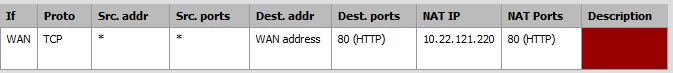 If Proto Src. addr Src. ports Dest. addr Dest. ports NAT IP NAT Ports Description
WAN TCP * * WAN address 80 (HTTP) 10.22.121.220 80 (HTTP)